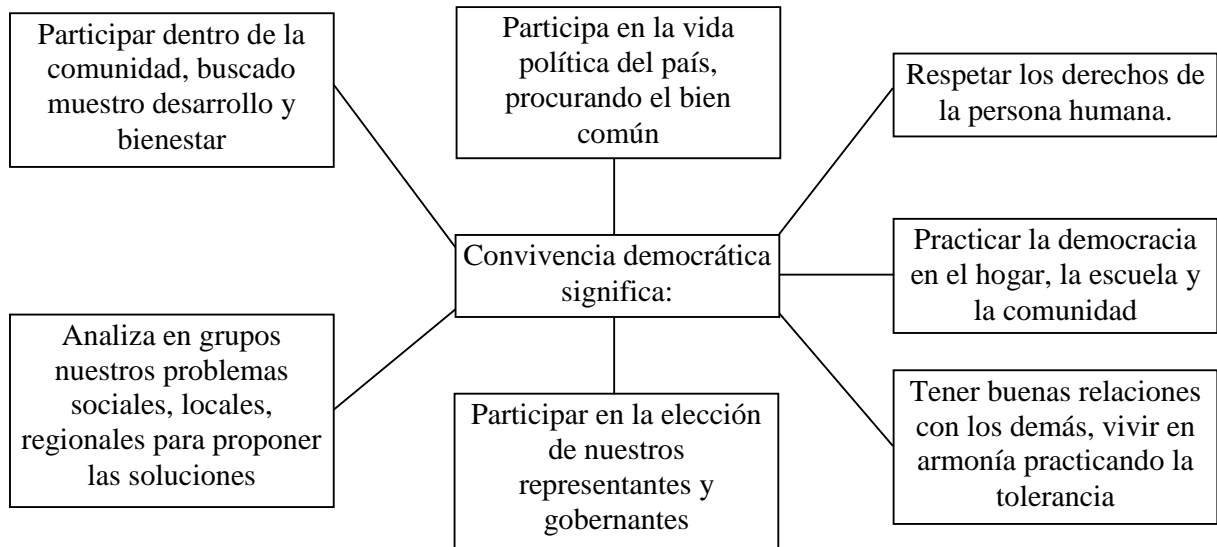 Participar dentro de la
comunidad, buscado
muestro desarrollo y
bienestar
Participa en la vida
política del país,
procurando el bien
común
Respetar los derechos de
la persona humana.
Convivencia democrática
significa:
Practicar la democracia
en el hogar, la escuela y
la comunidad
Analiza en grupos
nuestros problemas
sociales, locales,
regionales para proponer
las soluciones
Participar en la elección
de nuestros
representantes y
gobernantes
Tener buenas relaciones
con los demás, vivir en
armonía practicando la
tolerancia